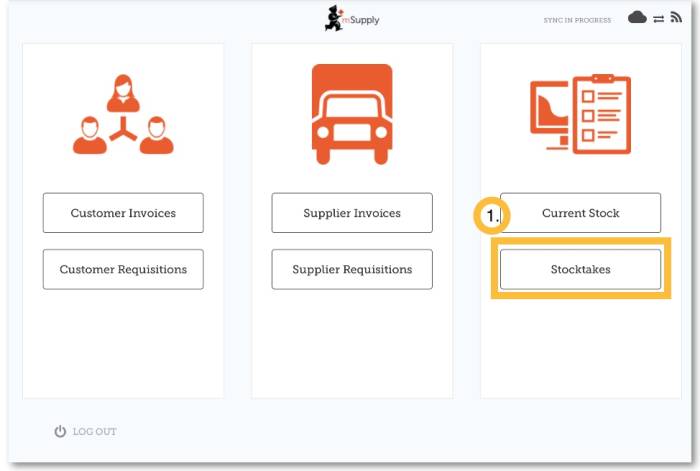 mSupply
SYNC IN PROGRESS
Customer Invoices
Supplier Invoices
1.
Current Stock
Customer Requisitions
Supplier Requisitions
Stocktakes
LOG OUT